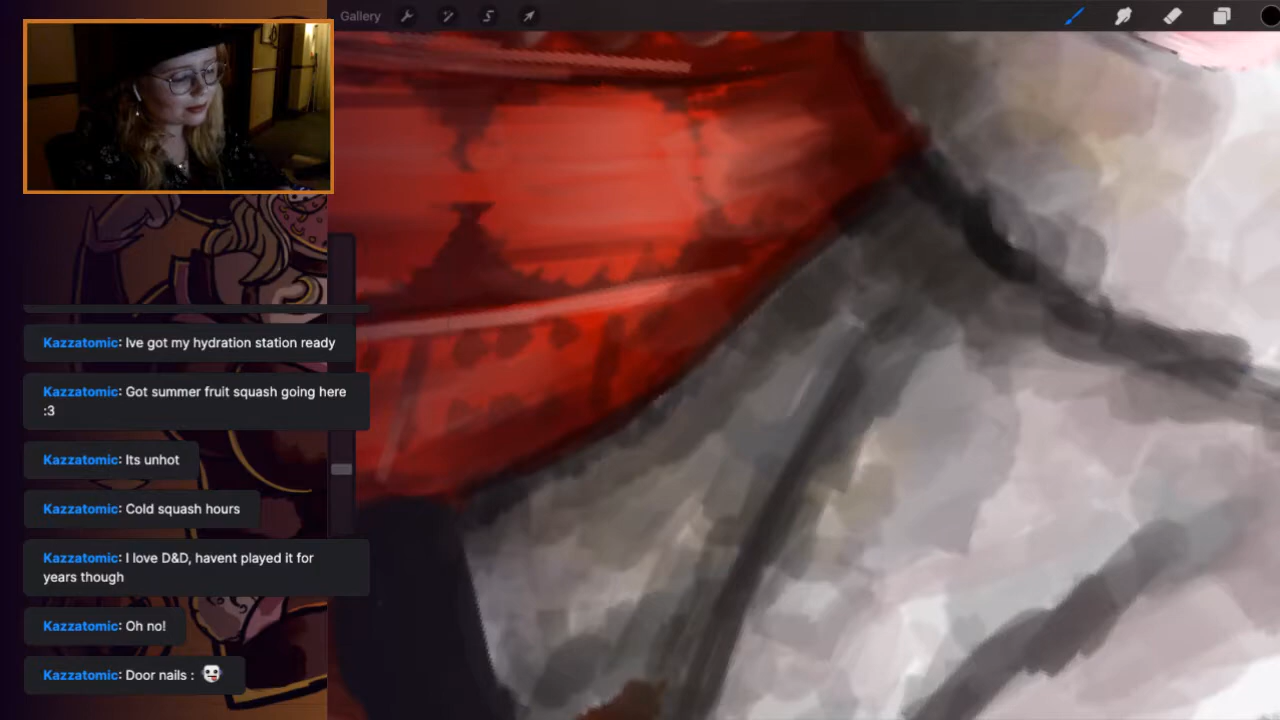 Gallery
Kazzatomic: Ive got my hydration station ready
Kazzatomic: Got summer fruit squash going here
:3
Kazzatomic: Its unhot
Kazzatomic: Cold squash hours
Kazzatomic: I love D&D, havent played it for
years though
Kazzatomic: Oh no!
Kazzatomic: Door nails :